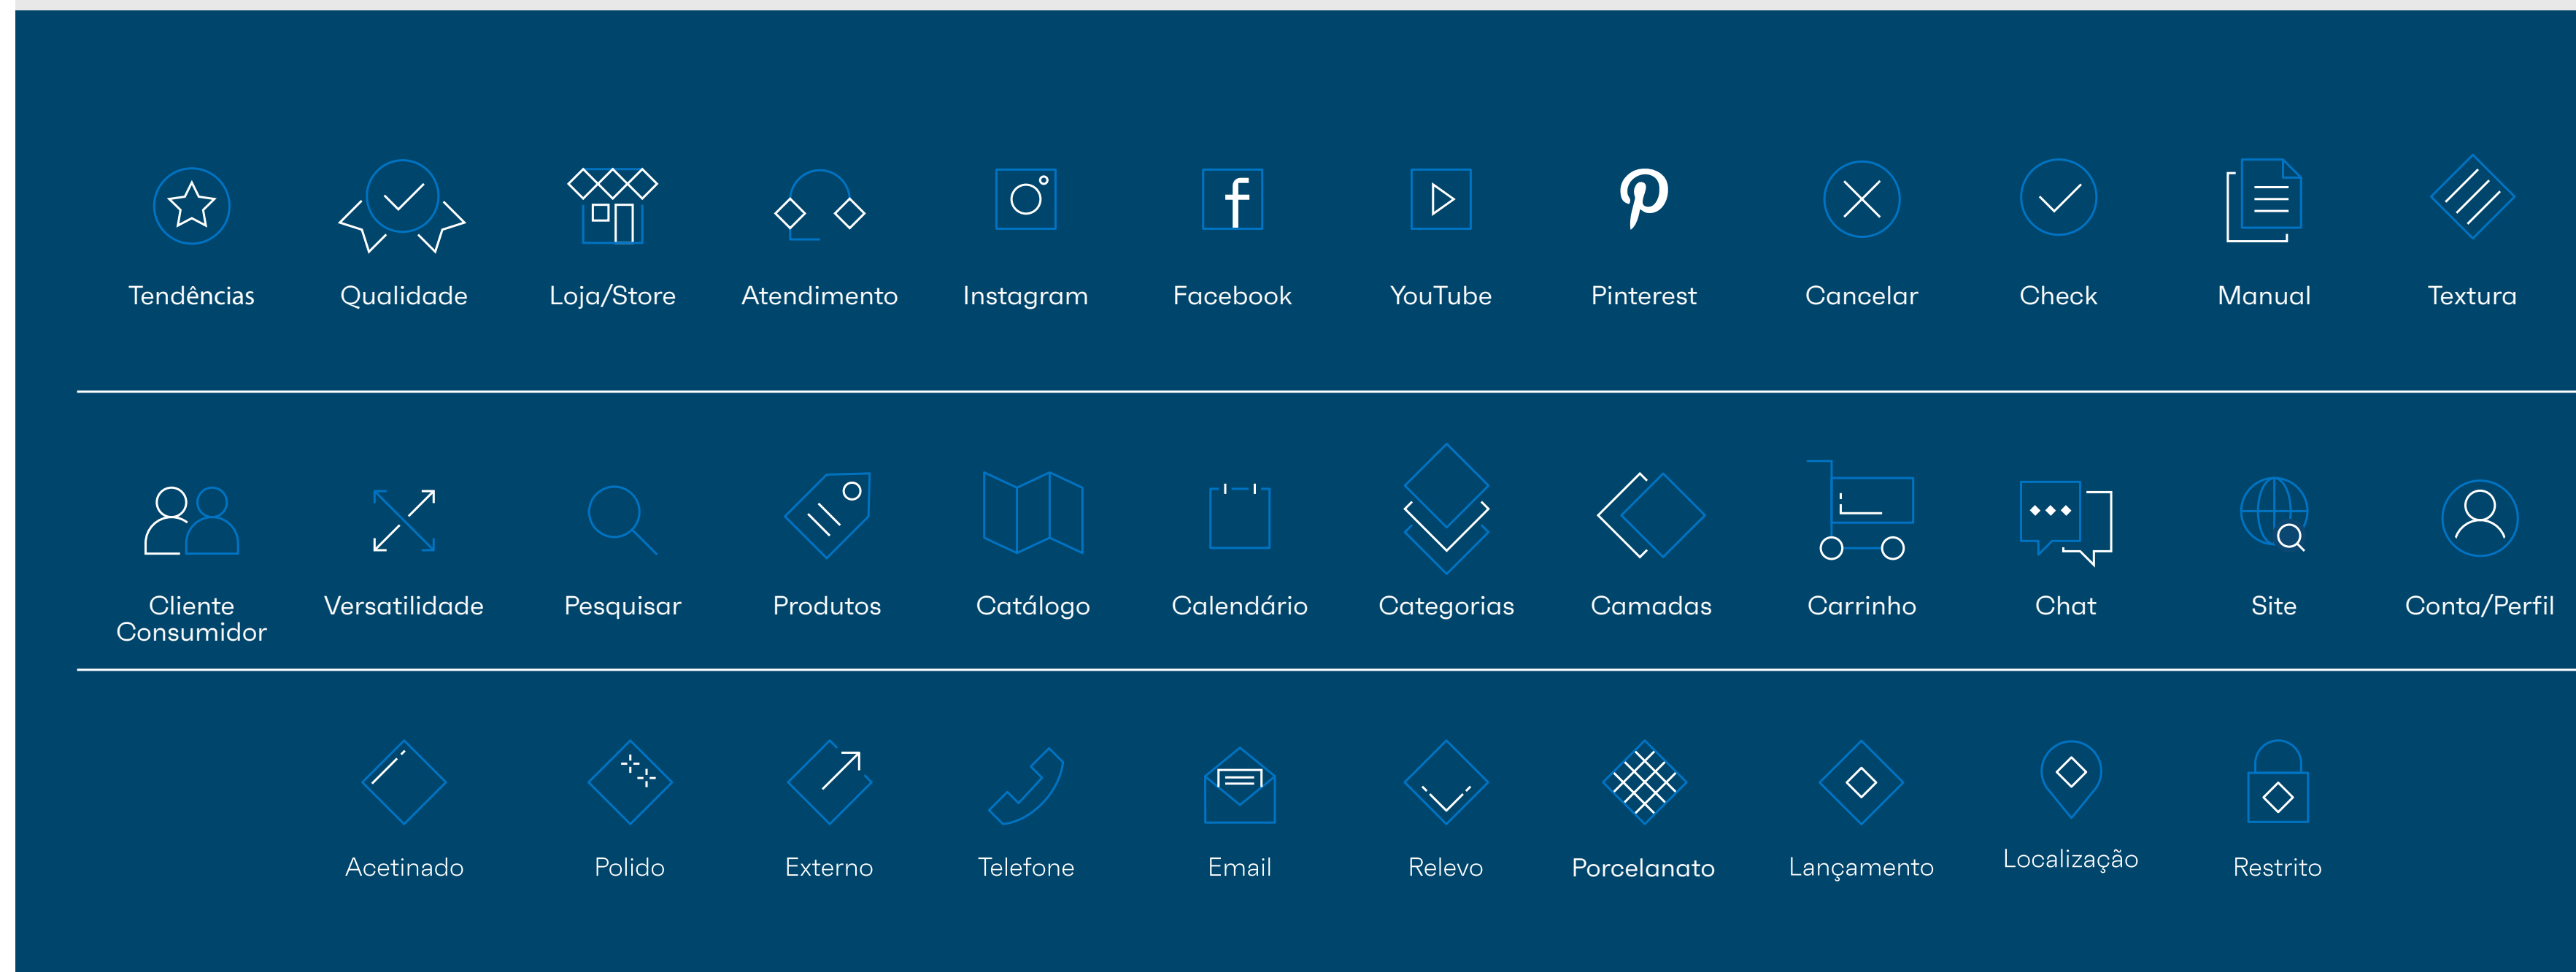 Tendências
Qualidade
Loja/Store
Atendimento
Instagram
Facebook
YouTube
Pinterest
Cancelar
Check
Manual
Textura
Cliente
Consumidor
Versatilidade
Pesquisar
Produtos
Catálogo
Calendário
Categorias
Camadas
Carrinho
Chat
Site
Conta/Perfil
Acetinado
Polido
Externo
Telefone
Email
Relevo
Porcelanato
Lançamento
Localização
Restrito